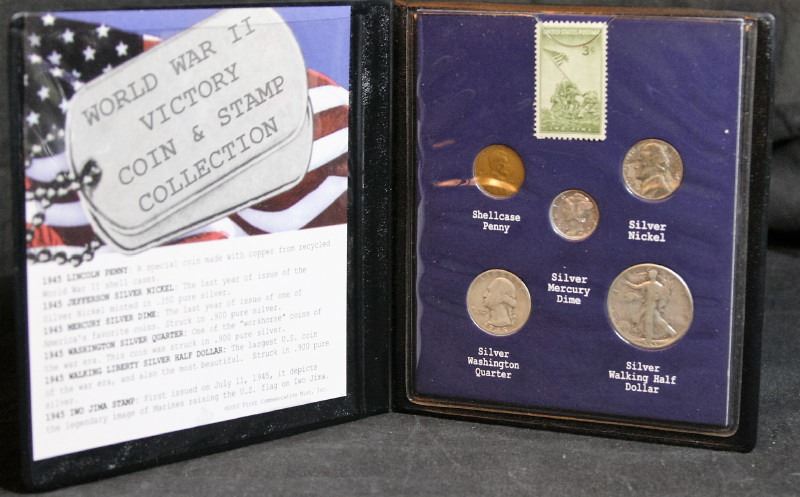 WORLD WAR II
VICTORY
COIN & STAMP
COLLECTION
1945 LINCOLN PENNY: A special coin made with copper from recycled
World War II shell cases.
1945 JEFFERSON SILVER NICKEL: The last year of issue of the
Silver Nickel minted in .350 pure silver.
1945 MERCURY SILVER DIME: The last year of issue of one of
America's favorite coins. Struck in .900 pure silver.
1945 WASHINGTON SILVER QUARTER: One of the "workhorse" coins of
the war era. This coin was struck in .900 pure silver.
1945 WALKING LIBERTY SILVER HALF DOLLAR: The largest U.S. coin
of the war era, and also the most beautiful. Struck in .900 pure
silver.
1945 IWO JIMA STAMP: First issued on July 11, 1945, it depicts
the legendary image of Marines raising the U.S. flag on Iwo Jima.
First Commemorative Mint, Inc.
UNITED STATES POSTAGE
3¢
Shellcase
Penny
Silver
Nickel
Silver
Mercury
Dime
Silver
Washington
Quarter
Silver
Walking Half
Dollar